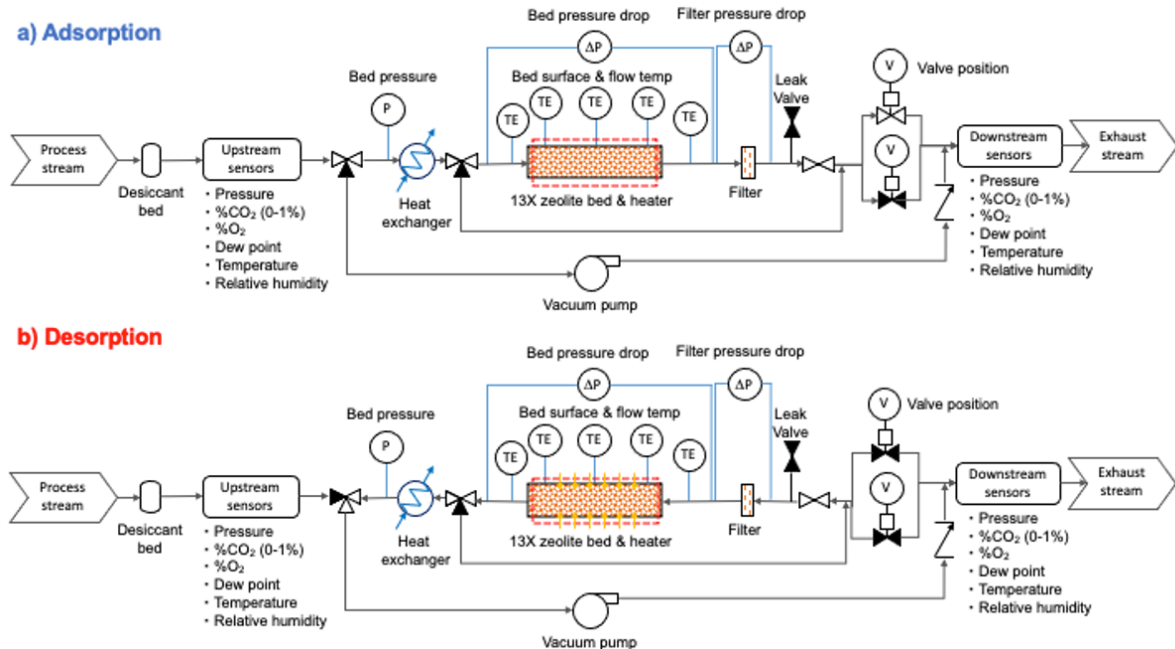 a) Adsorption
Bed pressure drop
Filter pressure drop
ΔP
ΔP
V
Valve position
Bed pressure
Bed surface & flow temp
Leak
Valve
P
TE
TE
TE
TE
TE
V
Process
stream
Desiccant
bed
Upstream
sensors
・Pressure
・%CO₂ (0-1%)
・%O₂
・Dew point
・Temperature
・Relative humidity
Heat
exchanger
13X zeolite bed & heater
Filter
Vacuum pump
Downstream
sensors
・Pressure
・%CO₂ (0-1%)
・%O₂
・Dew point
・Temperature
・Relative humidity
Exhaust
stream
b) Desorption
Bed pressure drop
Filter pressure drop
ΔP
ΔP
V
Valve position
Bed pressure
Bed surface & flow temp
Leak
Valve
P
TE
TE
TE
TE
TE
V
Process
stream
Desiccant
bed
Upstream
sensors
・Pressure
・%CO₂ (0-1%)
・%O₂
・Dew point
・Temperature
・Relative humidity
Heat
exchanger
13X zeolite bed & heater
Filter
Vacuum pump
Downstream
sensors
・Pressure
・%CO₂ (0-1%)
・%O₂
・Dew point
・Temperature
・Relative humidity
Exhaust
stream